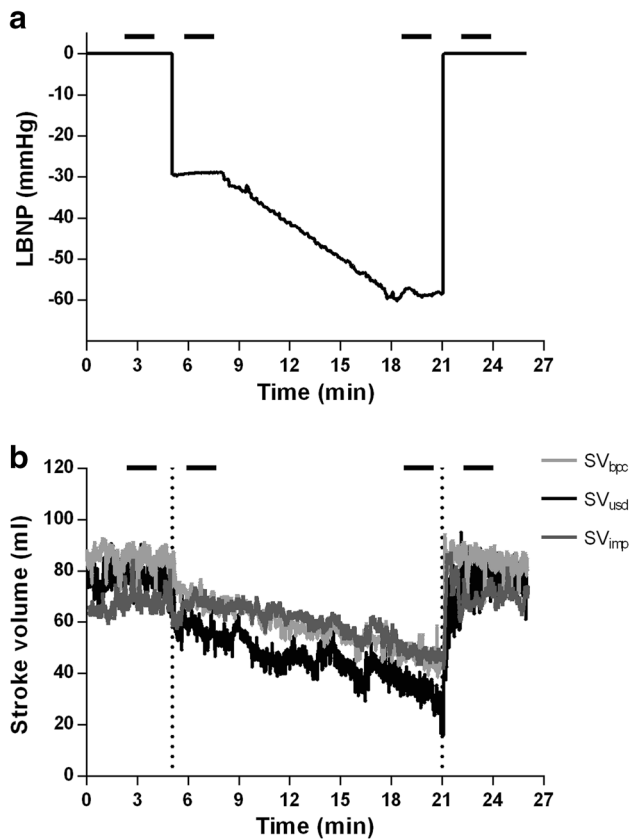 a
LBNP (mmHg)
0
-10
-20
-30
-40
-50
-60
0 3 6 9 12 15 18 21 24 27
Time (min)
b
Stroke volume (ml)
120
100
80
60
40
20
0
0 3 6 9 12 15 18 21 24 27
Time (min)
SVbpc
SVusd
SVimp